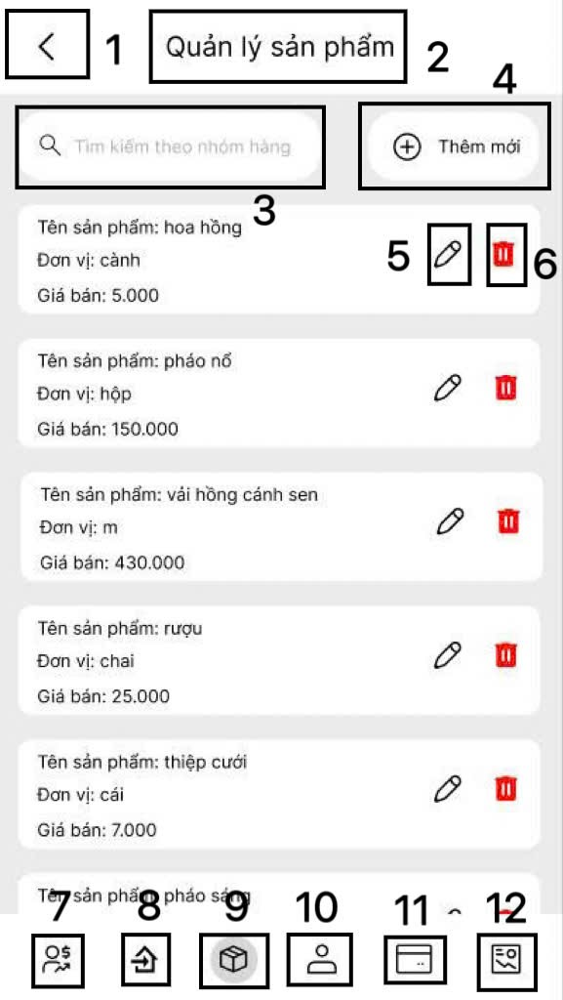 1
Quản lý sản phẩm
2
4
Tìm kiếm theo nhóm hàng
Thêm mới
3
Tên sản phẩm: hoa hồng
Đơn vị: cành
Giá bán: 5.000
5
6
Tên sản phẩm: pháo nổ
Đơn vị: hộp
Giá bán: 150.000
Tên sản phẩm: vải hồng cánh sen
Đơn vị: m
Giá bán: 430.000
Tên sản phẩm: rượu
Đơn vị: chai
Giá bán: 25.000
Tên sản phẩm: thiệp cưới
Đơn vị: cái
Giá bán: 7.000
Tên sản phẩm: pháo sáng
7
8
9
10
11
12